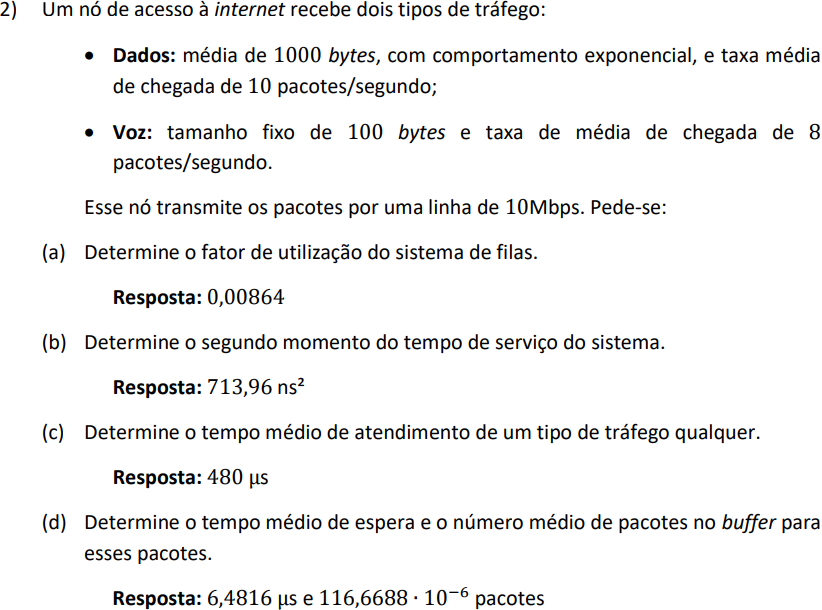 2) Um nó de acesso à internet recebe dois tipos de tráfego:
• Dados: média de 1000 bytes, com comportamento exponencial, e taxa média
de chegada de 10 pacotes/segundo;
• Voz: tamanho fixo de 100 bytes e taxa de média de chegada de 8
pacotes/segundo.
Esse nó transmite os pacotes por uma linha de 10Mbps. Pede-se:
(a) Determine o fator de utilização do sistema de filas.
Resposta: 0,00864
(b) Determine o segundo momento do tempo de serviço do sistema.
Resposta: 713,96 ns²
(c) Determine o tempo médio de atendimento de um tipo de tráfego qualquer.
Resposta: 480 µs
(d) Determine o tempo médio de espera e o número médio de pacotes no buffer para
esses pacotes.
Resposta: 6,4816 µs e 116,6688 · 10⁻⁶ pacotes